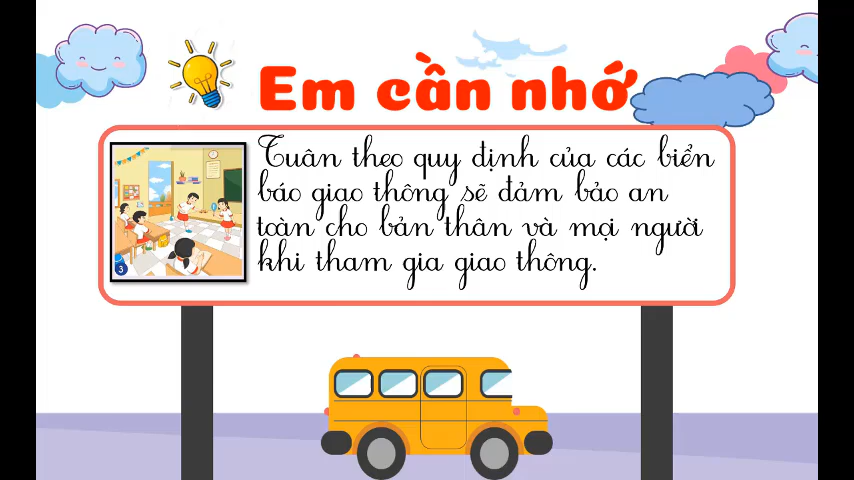 Em cần nhớ
Tuân theo quy định của các biển
báo giao thông sẽ đảm bảo an
toàn cho bản thân và mọi người
khi tham gia giao thông.
3